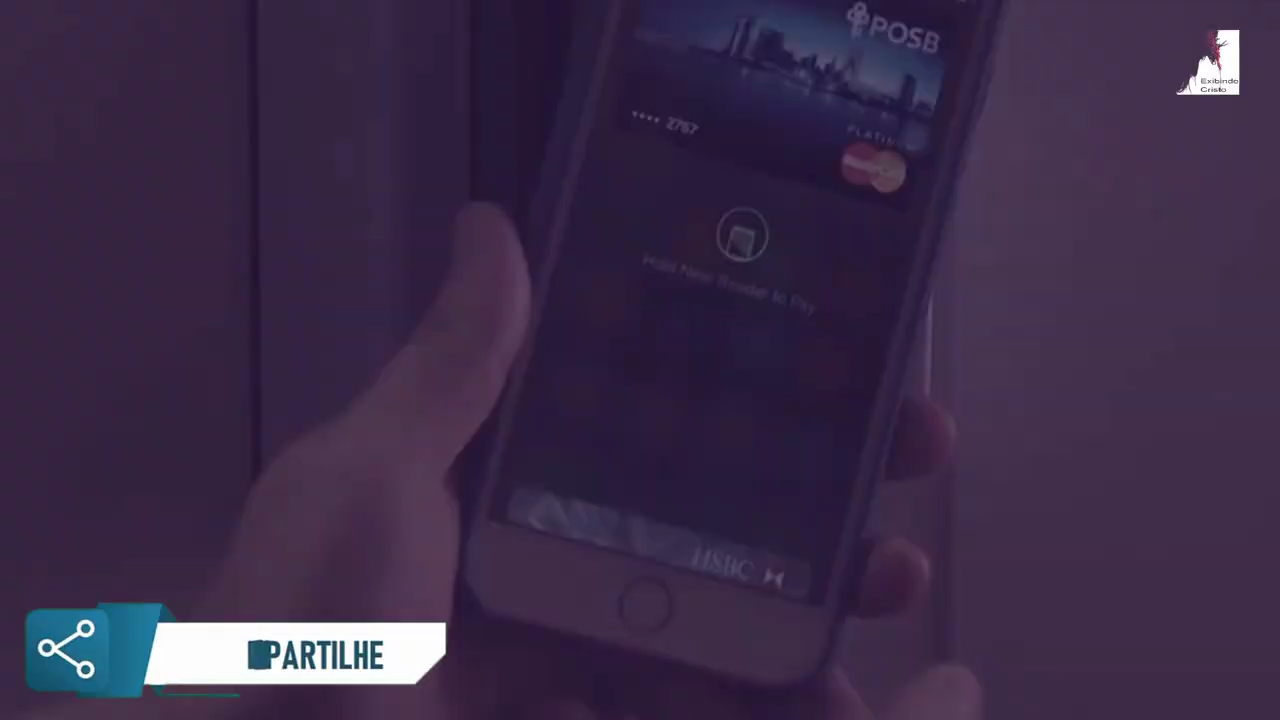 POSB
Exibindo
Cristo
•••• 2767
PLATIN
Hold Near Reader to Pay
HSBC
PARTILHE